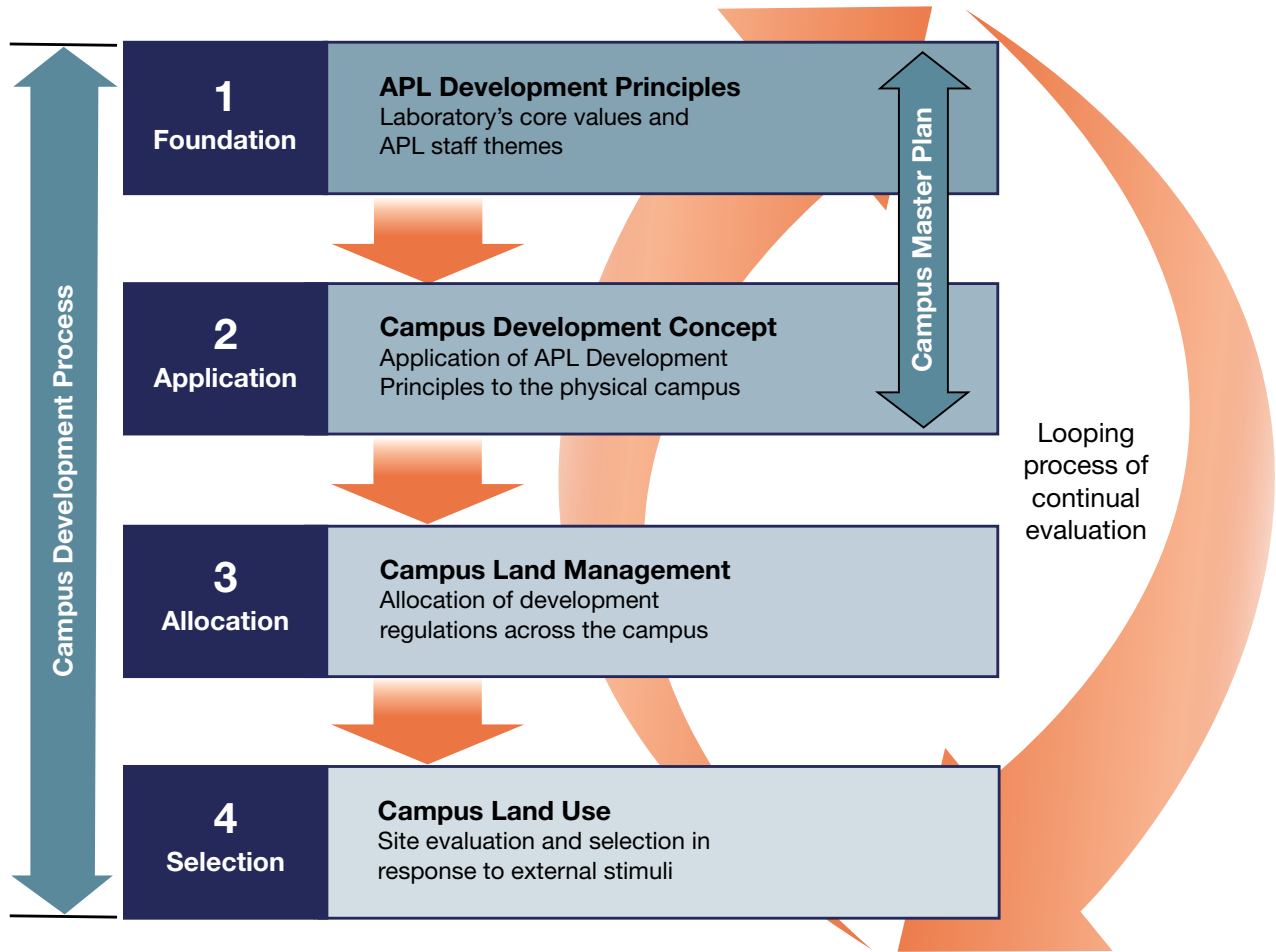 Campus Development Process
1
Foundation
APL Development Principles
Laboratory's core values and
APL staff themes
Campus Master Plan
2
Application
Campus Development Concept
Application of APL Development
Principles to the physical campus
Looping
process of
continual
evaluation
3
Allocation
Campus Land Management
Allocation of development
regulations across the campus
4
Selection
Campus Land Use
Site evaluation and selection in
response to external stimuli